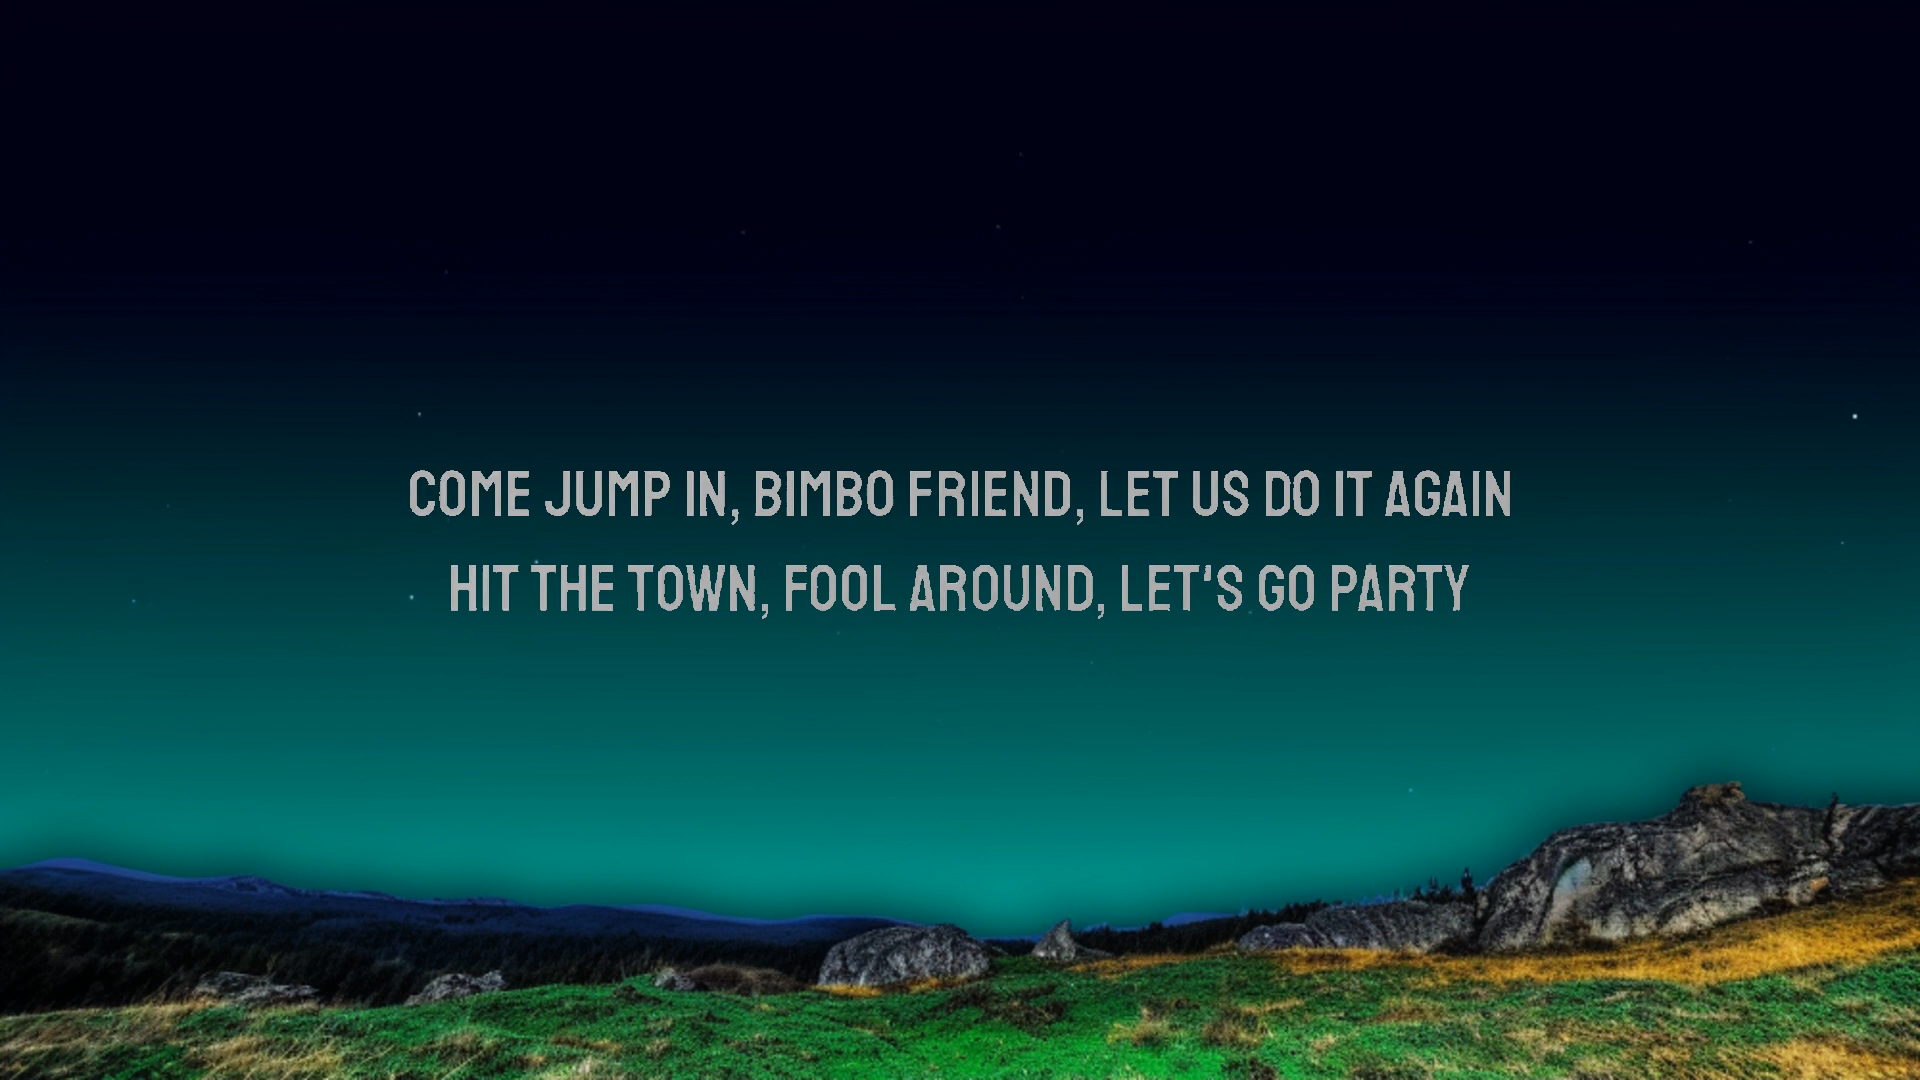 COME JUMP IN, BIMBO FRIEND, LET US DO IT AGAIN
HIT THE TOWN, FOOL AROUND, LET'S GO PARTY